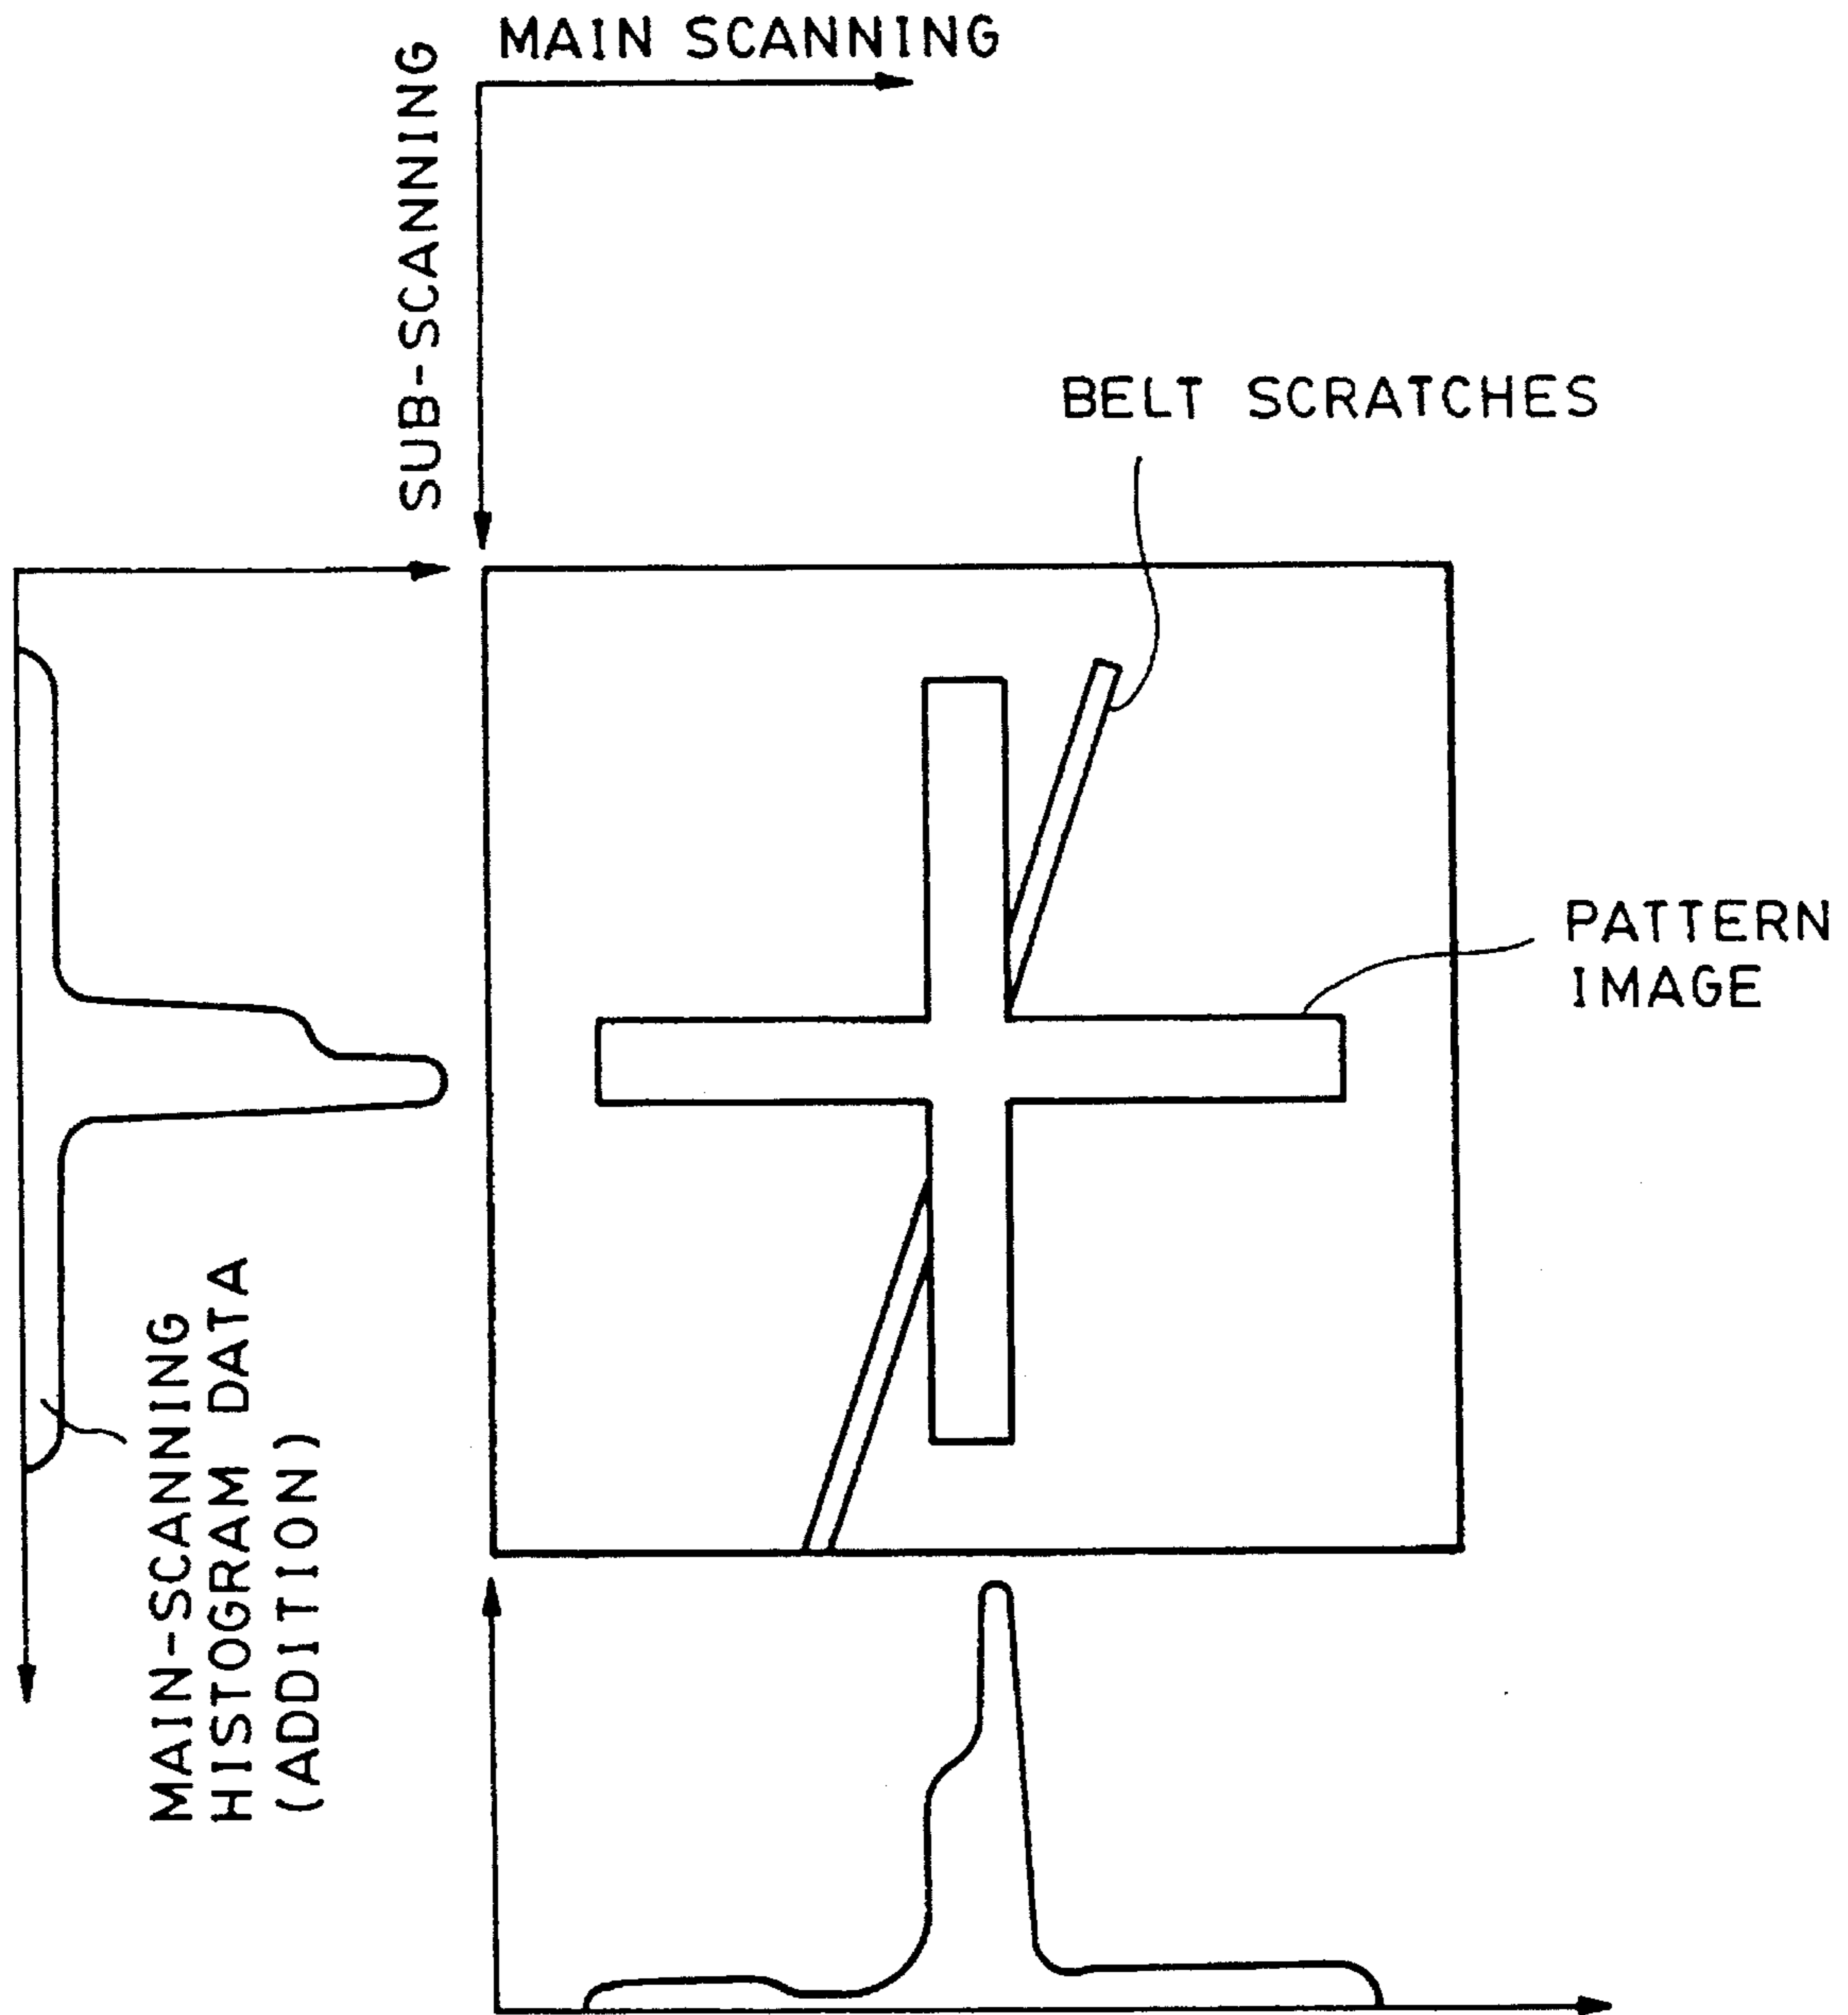 MAIN SCANNING
SUB-SCANNING
BELT SCRATCHES
PATTERN
IMAGE
MAIN-SCANNING
HISTOGRAM DATA
(ADDITION)